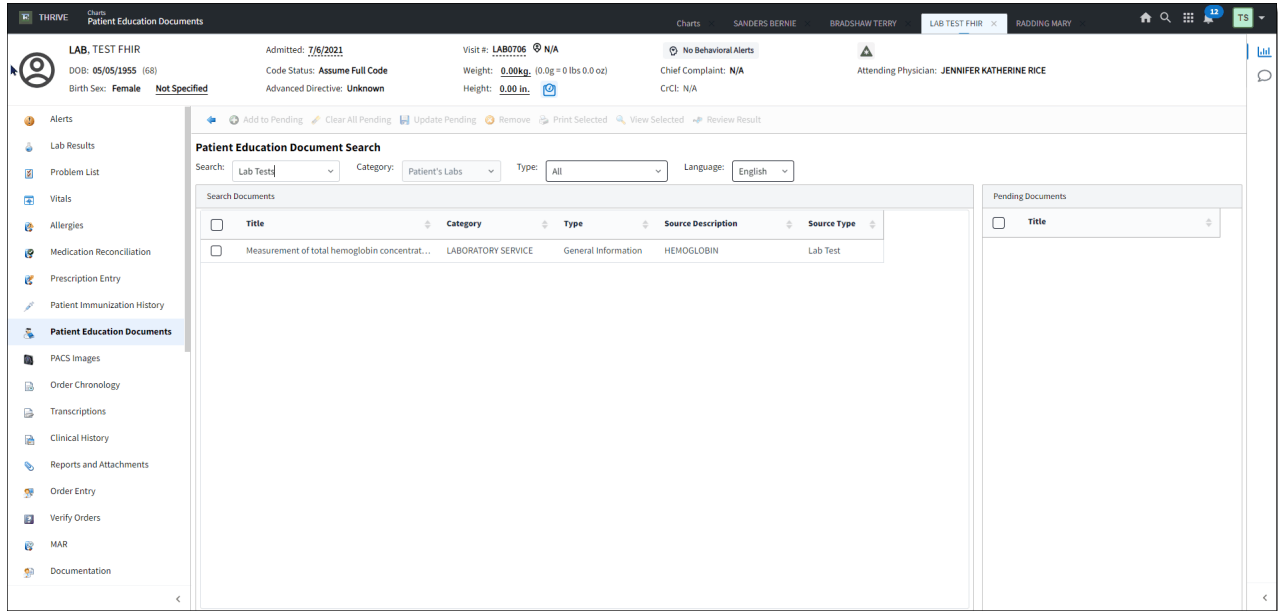 THRIVE
Charts
Patient Education Documents
Charts
SANDERS BERNIE
BRADSHAW TERRY
LAB TEST FHIR ×
RADDING MARY
12
TS
LAB, TEST FHIR
DOB: 05/05/1955 (68)
Birth Sex: Female Not Specified
Admitted: 7/6/2021
Code Status: Assume Full Code
Advanced Directive: Unknown
Visit #: LAB0706 N/A
Weight: 0.00kg. (0.0g = 0 lbs 0.0 oz)
Height: 0.00 in.
No Behavioral Alerts
Chief Complaint: N/A
CrCl: N/A
Attending Physician: JENNIFER KATHERINE RICE
Alerts
Lab Results
Problem List
Vitals
Allergies
Medication Reconciliation
Prescription Entry
Patient Immunization History
Patient Education Documents
PACS Images
Order Chronology
Transcriptions
Clinical History
Reports and Attachments
Order Entry
Verify Orders
MAR
Documentation
Add to Pending Clear All Pending Update Pending Remove Print Selected View Selected Review Result
Patient Education Document Search
Search: Lab Tests Category: Patient's Labs Type: All Language: English
Search Documents
Title Category Type Source Description Source Type
Measurement of total hemoglobin concentrat... LABORATORY SERVICE General Information HEMOGLOBIN Lab Test
Pending Documents
Title